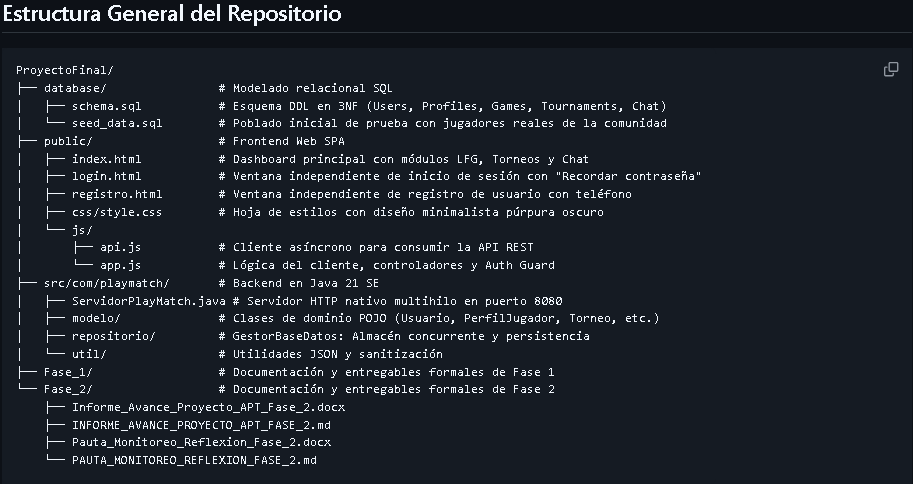 Estructura General del Repositorio
ProyectoFinal/
├── database/                # Modelado relacional SQL
│   ├── schema.sql           # Esquema DDL en 3NF (Users, Profiles, Games, Tournaments, Chat)
│   └── seed_data.sql        # Poblado inicial de prueba con jugadores reales de la comunidad
├── public/                  # Frontend Web SPA
│   ├── index.html           # Dashboard principal con módulos LFG, Torneos y Chat
│   ├── login.html           # Ventana independiente de inicio de sesión con "Recordar contraseña"
│   ├── registro.html        # Ventana independiente de registro de usuario con teléfono
│   ├── css/style.css        # Hoja de estilos con diseño minimalista púrpura oscuro
│   └── js/
│       ├── api.js           # Cliente asíncrono para consumir la API REST
│       └── app.js           # Lógica del cliente, controladores y Auth Guard
├── src/com/playmatch/       # Backend en Java 21 SE
│   ├── ServidorPlayMatch.java # Servidor HTTP nativo multihilo en puerto 8080
│   ├── modelo/              # Clases de dominio POJO (Usuario, PerfilJugador, Torneo, etc.)
│   ├── repositorio/         # GestorBaseDatos: Almacén concurrente y persistencia
│   └── util/                # Utilidades JSON y sanitización
├── Fase_1/                  # Documentación y entregables formales de Fase 1
└── Fase_2/                  # Documentación y entregables formales de Fase 2
    ├── Informe_Avance_Proyecto_APT_Fase_2.docx
    ├── INFORME_AVANCE_PROYECTO_APT_FASE_2.md
    ├── Pauta_Monitoreo_Reflexion_Fase_2.docx
    └── PAUTA_MONITOREO_REFLEXION_FASE_2.md